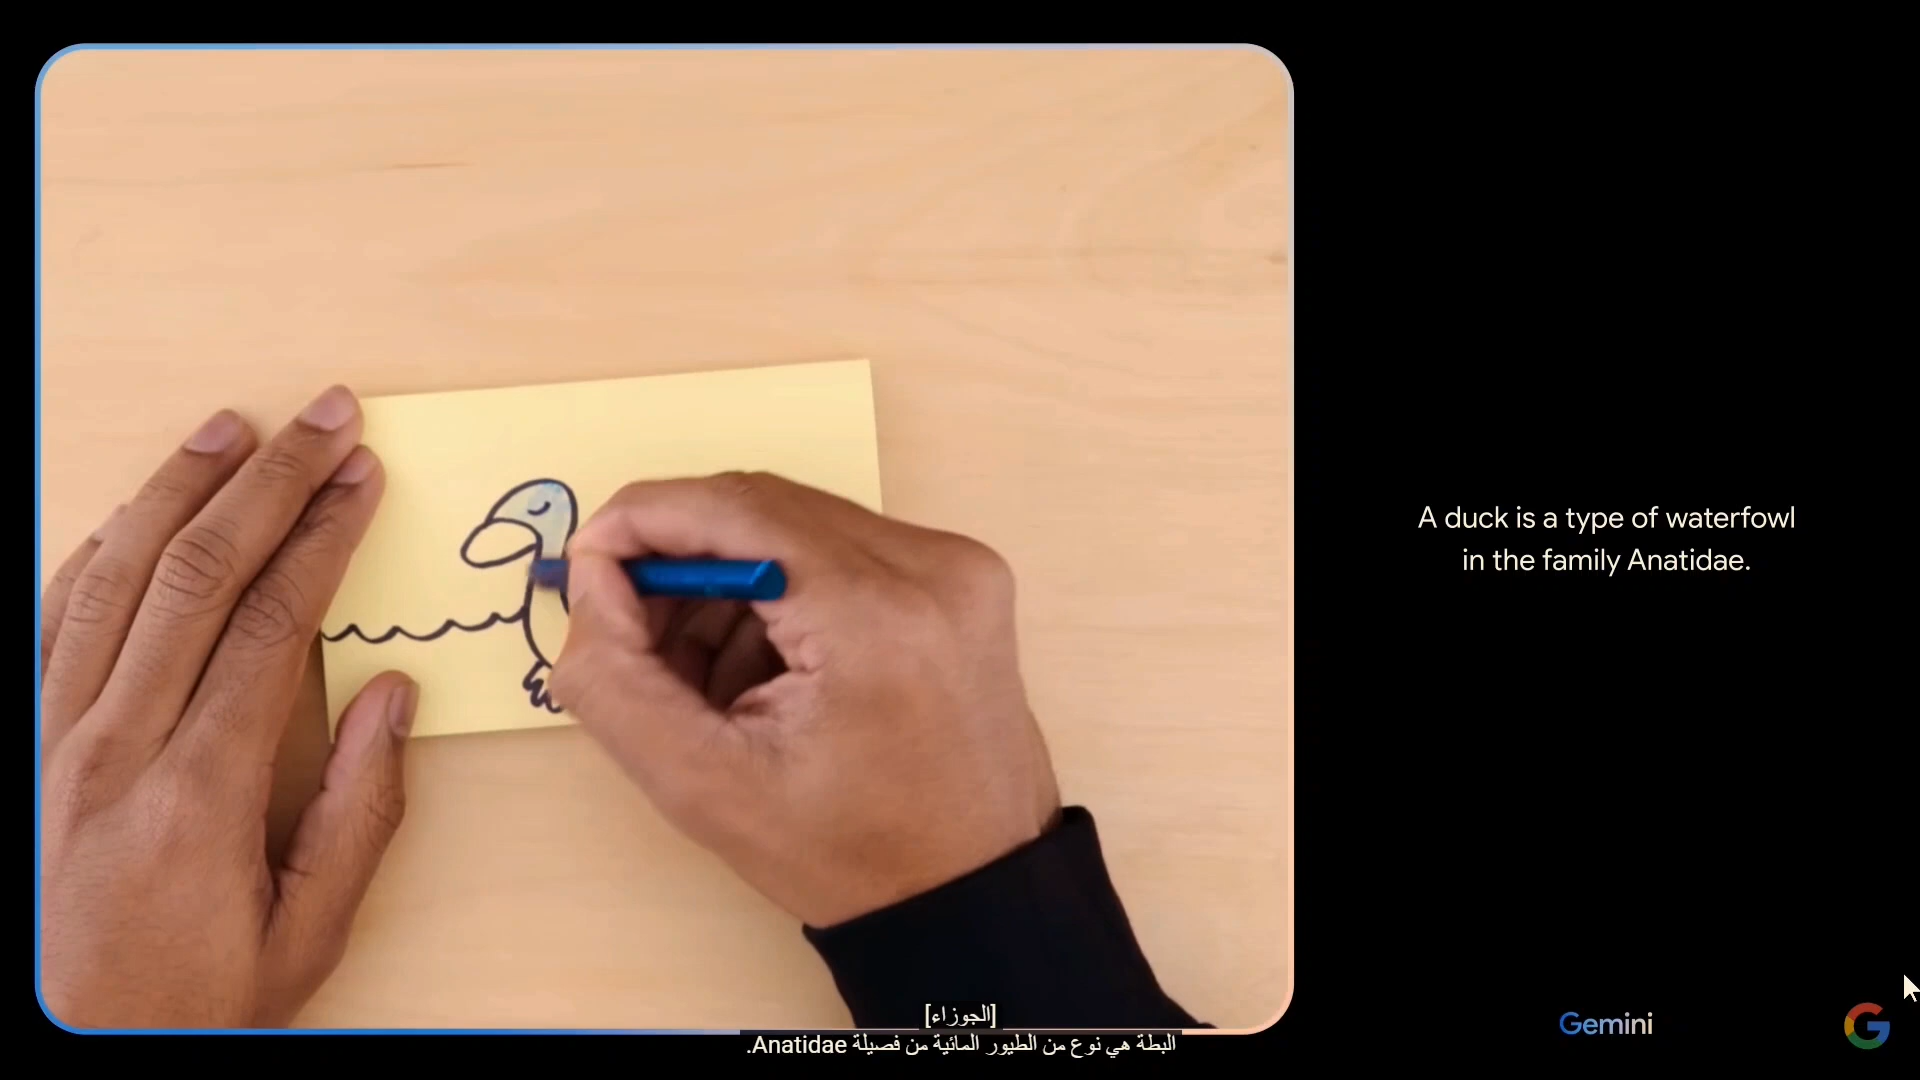 A duck is a type of waterfowl
in the family Anatidae.
[الجوزاء]
البطة هي نوع من الطيور المائية من فصيلة Anatidae.
Gemini
G